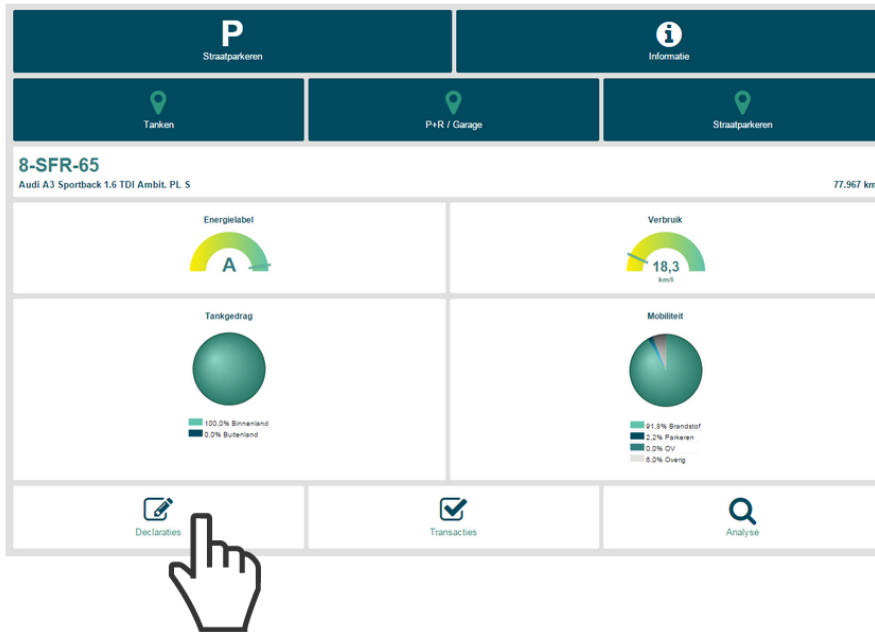 P
Straatparkeren
Informatie
Tanken
P+R / Garage
Straatparkeren
8-SFR-65
Audi A3 Sportback 1.6 TDI Ambit. PL S
77.967 km
Energielabel
A
Verbruik
18,3
km/l
Tankgedrag
100,0% Binnenland
0,0% Buitenland
Mobiliteit
91,8% Brandstof
2,2% Parkeren
0,0% OV
6,0% Overig
Declaraties
Transacties
Analyse